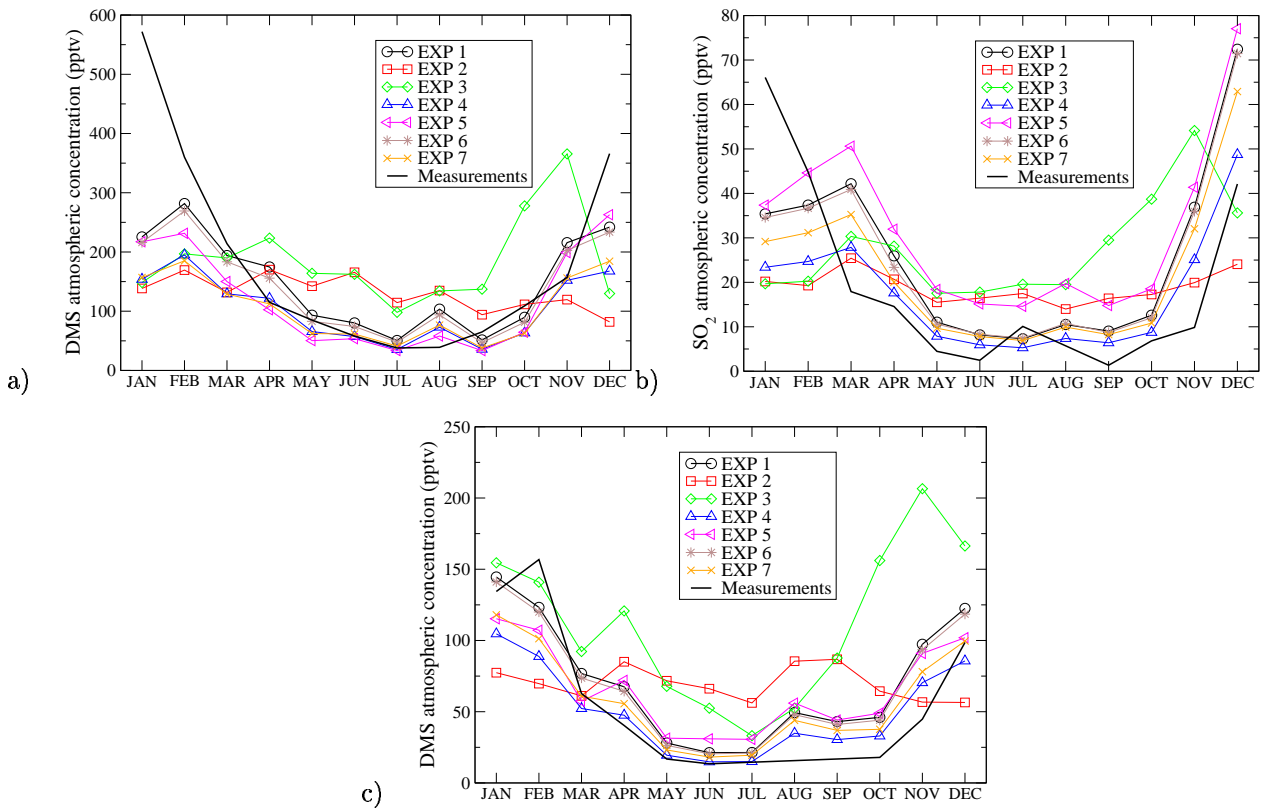 600
500
400
300
200
100
0
DMS atmospheric concentration (pptv)
EXP 1
EXP 2
EXP 3
EXP 4
EXP 5
EXP 6
EXP 7
Measurements
JAN FEB MAR APR MAY JUN JUL AUG SEP OCT NOV DEC
a)
80
70
60
50
40
30
20
10
0
SO2 atmospheric concentration (pptv)
EXP 1
EXP 2
EXP 3
EXP 4
EXP 5
EXP 6
EXP 7
Measurements
JAN FEB MAR APR MAY JUN JUL AUG SEP OCT NOV DEC
b)
250
200
150
100
50
0
DMS atmospheric concentration (pptv)
EXP 1
EXP 2
EXP 3
EXP 4
EXP 5
EXP 6
EXP 7
Measurements
JAN FEB MAR APR MAY JUN JUL AUG SEP OCT NOV DEC
c)